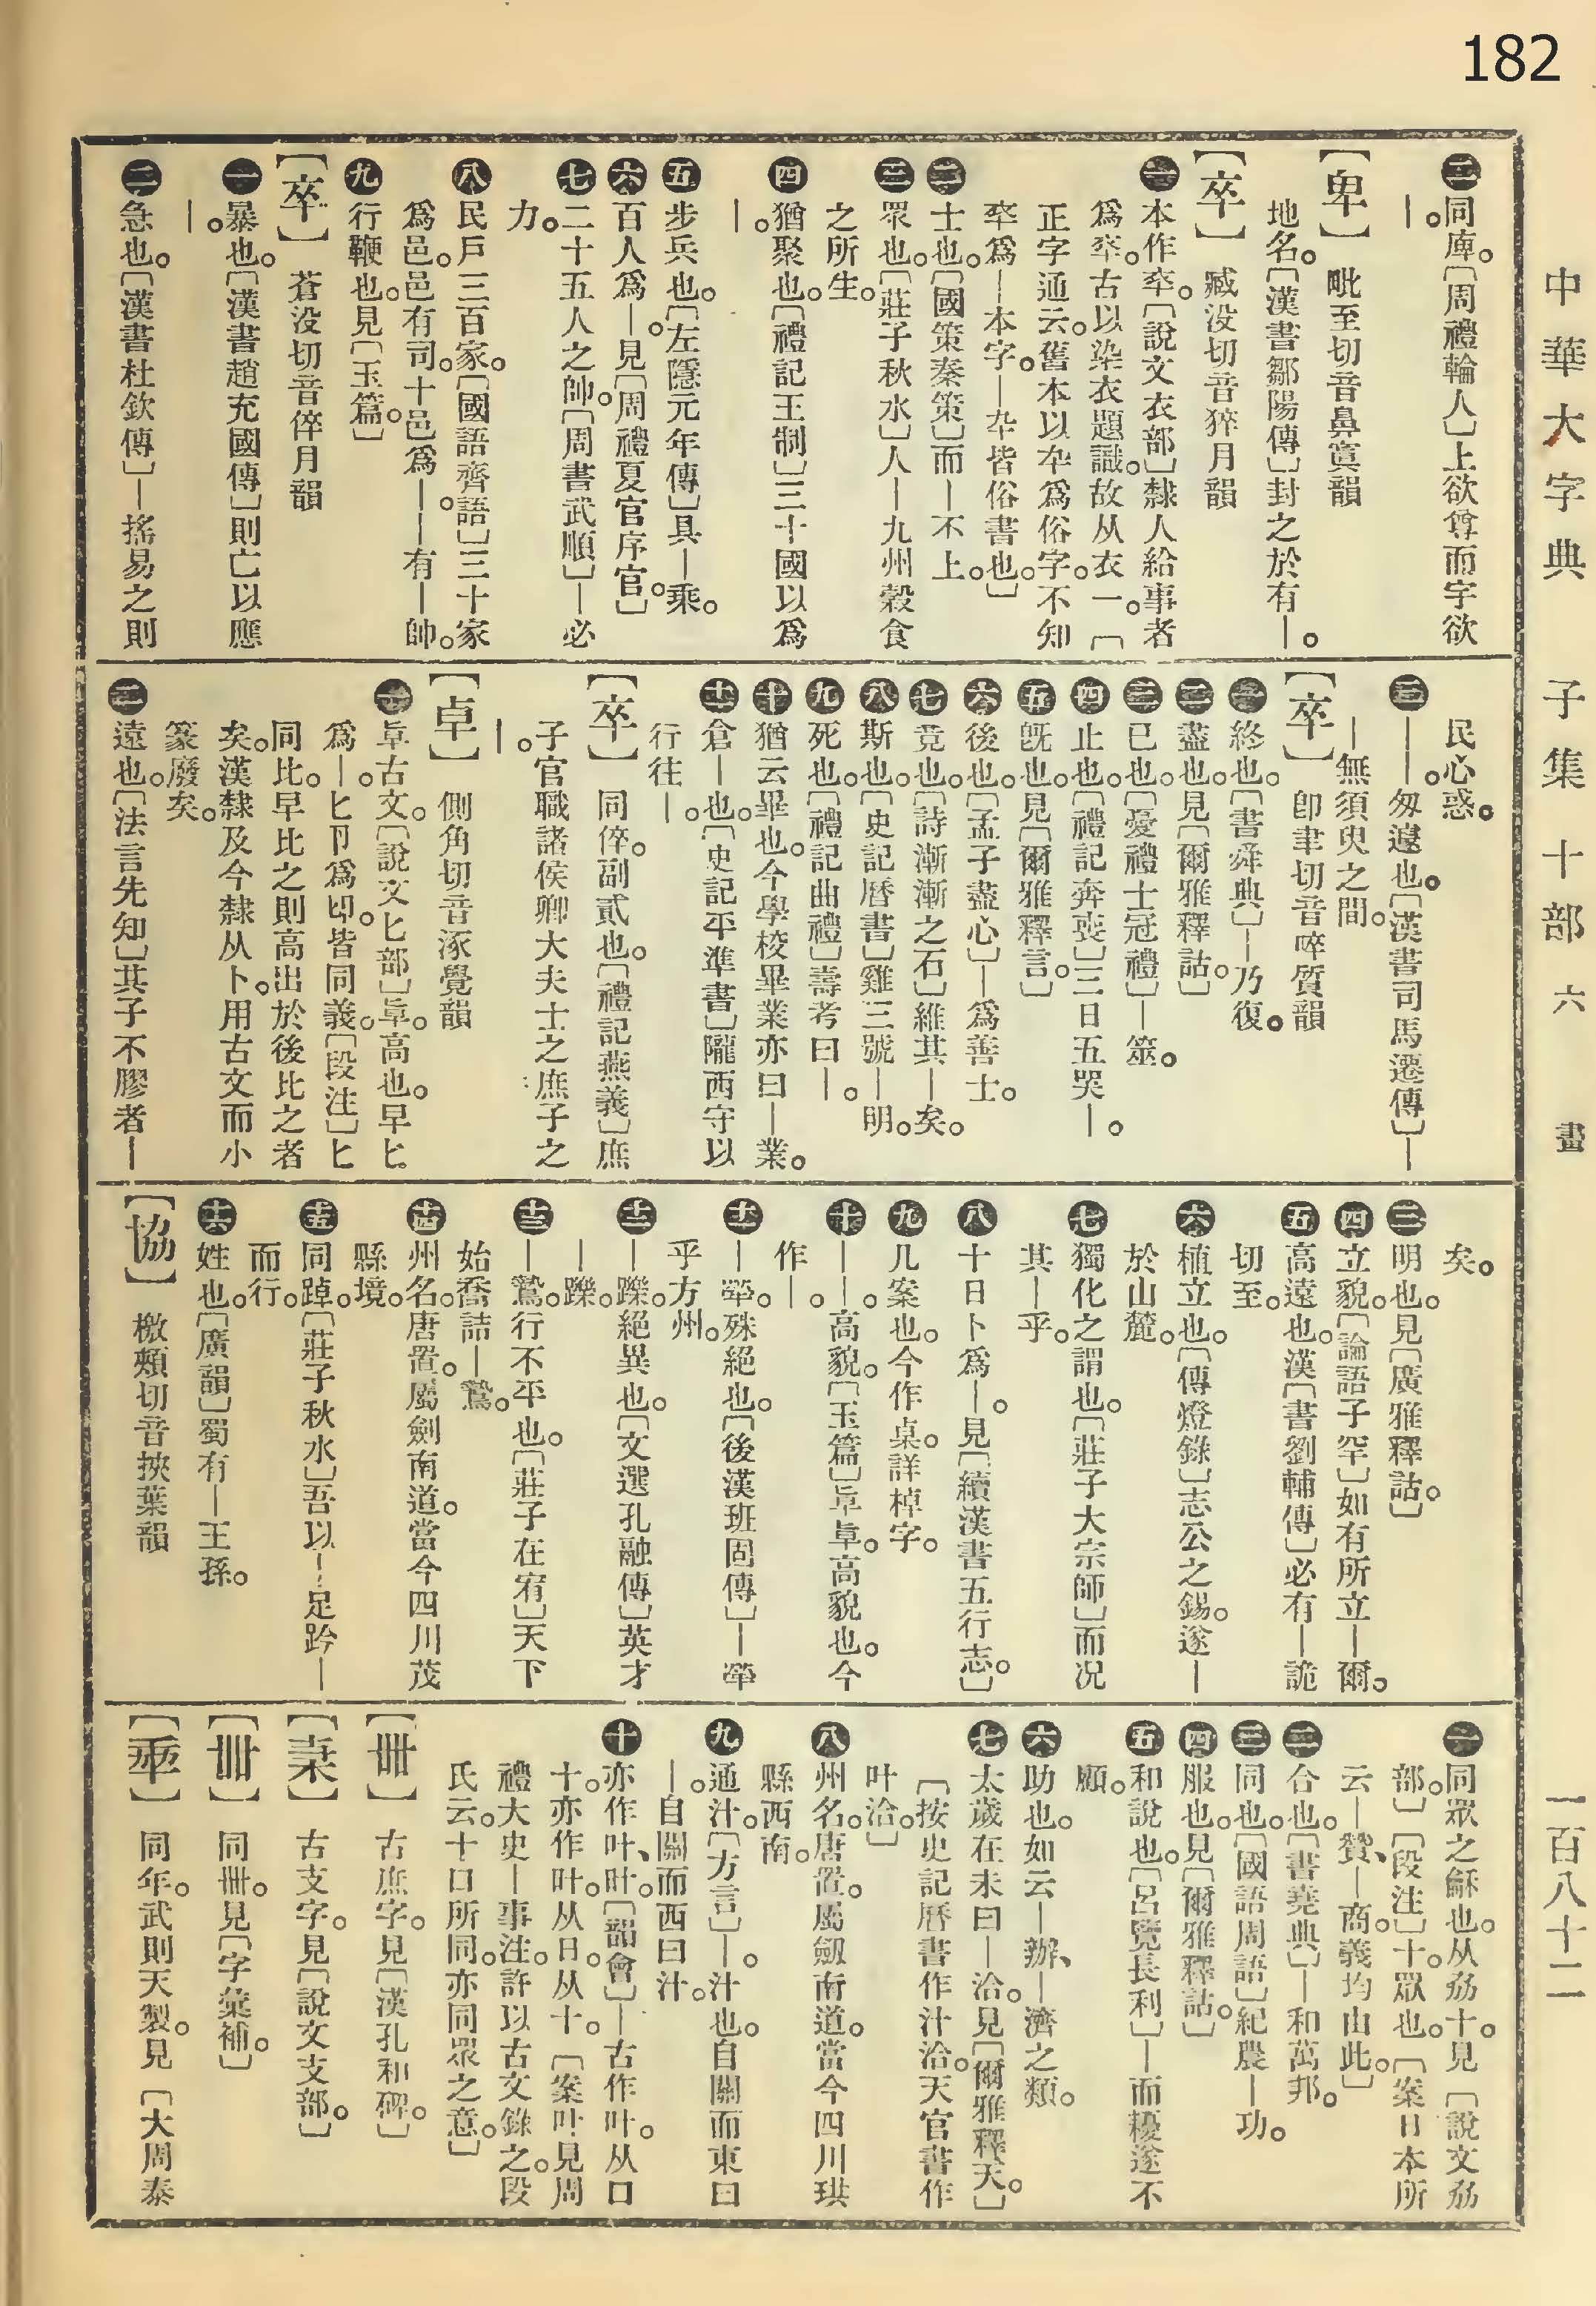 182
中華大字典 子集 十部 六畫 一百八十二
㊁同庳。〔周禮輪人〕上欲尊而宇欲
｜。
【卑】 毗至切音鼻寘韻
地名。〔漢書鄒陽傳〕封之於有｜。
【卒】 臧沒切音猝月韻
㊀本作䘚。〔說文衣部〕隸人給事者
爲䘚。古以染衣題識。故从衣一。〔
正字通云。舊本以卆爲俗字。不知
䘚爲｜本字。｜卆皆俗書也。〕
㊁士也。〔國策秦策〕而｜不上。
㊂眾也。〔莊子秋水〕人｜九州穀食
之所生。
㊃猶聚也。〔禮記王制〕三十國以爲
｜。
㊄步兵也。〔左隱元年傳〕具｜乘。
㊅百人爲｜。見〔周禮夏官序官。〕
㊆二十五人之帥。〔周書武順〕｜必
力。
㊇民戶三百家。〔國語齊語〕三十家
爲邑。邑有司。十邑爲｜。｜有｜帥。
㊈行鞭也。見〔玉篇。〕
【卒】 蒼沒切音倅月韻
㊀暴也。〔漢書趙充國傳〕則亡以應
｜。
㊁急也。〔漢書杜欽傳〕｜搖易之則
民心惑。
㊂｜｜。匆遽也。〔漢書司馬遷傳〕｜
｜無須臾之間。
【卒】 卽聿切音啐質韻
㊀終也。〔書舜典〕｜乃復。
㊁盡也。見〔爾雅釋詁。〕
㊂已也。〔憂禮士冠禮〕｜筮。
㊃止也。〔禮記奔喪〕三日五哭｜。
㊄旣也。見〔爾雅釋言。〕
㊅後也。〔孟子盡心〕｜爲善士。
㊆竟也。〔詩漸漸之石〕維其｜矣。
㊇斯也。〔史記曆書〕雞三號｜明。
㊈死也。〔禮記曲禮〕壽考曰｜。
㊉猶云畢也。今學校畢業亦曰｜業。
⑪倉｜也。〔史記平準書〕隴西守以
行往｜。
【卒】 同倅。副貳也。〔禮記燕義〕庶
子官職諸侯卿大夫士之庶子之
｜。
【卓】 側角切音涿覺韻
㊀𠦝古文。〔說文匕部〕𠦝。高也。早匕
爲｜。匕卪爲𠨐。皆同義。〔段注〕匕
同比。早比之則高出於後比之者
矣。漢隸及今隸从卜。用古文而小
篆廢矣。
㊁遠也。〔法言先知〕其子不膠者｜
矣。
㊂明也。見〔廣雅釋詁。〕
㊃立貌。〔論語子罕〕如有所立｜爾。
㊄高遠也。漢〔書劉輔傳〕必有｜詭
切至。
㊅植立也。〔傳燈錄〕志公之錫。遂｜
於山麓。
㊆獨化之謂也。〔莊子大宗師〕而况
其｜乎。
㊇十日卜爲｜。見〔續漢書五行志。〕
㊈几案也。今作桌。詳棹字。
㊉｜｜。高貌。〔玉篇〕𠦝𠦝。高貌也。今
作｜。
⑪｜犖。殊絕也。〔後漢班固傳〕｜犖
乎方州。
⑫｜躒。絕異也。〔文選孔融傳〕英才
｜躒。
⑬｜鷙。行不平也。〔莊子在宥〕天下
始喬詰｜鷙。
⑭州名。唐置。屬劍南道。當今四川茂
縣境。
⑮同踔。〔莊子秋水〕吾以｜足趻｜
而行。
⑯姓也。〔廣韻〕蜀有｜王孫。
【協】 檄頰切音挾葉韻
㊀同眾之龢也。从劦十。見〔說文劦
部。〕〔段注〕十。眾也。〔案日本所
云｜贊、｜商。義均由此。〕
㊁合也。〔書堯典〕｜和萬邦。
㊂同也。〔國語周語〕紀農｜功。
㊃服也。見〔爾雅釋詁。〕
㊄和說也。〔呂覽長利〕｜而耰遂不
顧。
㊅助也。如云｜辦、｜濟之類。
㊆太歲在未曰｜洽。見〔爾雅釋天。〕
〔按史記曆書作汁洽。天官書作
叶洽。〕
㊇州名。唐置。屬劔南道。當今四川珙
縣西南。
㊈通汁。〔方言〕｜。汁也。自關而東曰
｜。自關而西曰汁。
㊉亦作叶、叶。〔韻會〕｜古作叶。从口
十。亦作叶。从日。从十。〔案叶見周
禮大史｜事注。許以古文錄之。段
氏云。十口所同。亦同眾之意。〕
【卌】 古庶字。見〔漢孔和碑。〕
古支字。見〔說文支部。〕
同卌。見〔字彙補。〕
同年。武則天製。見〔大周泰